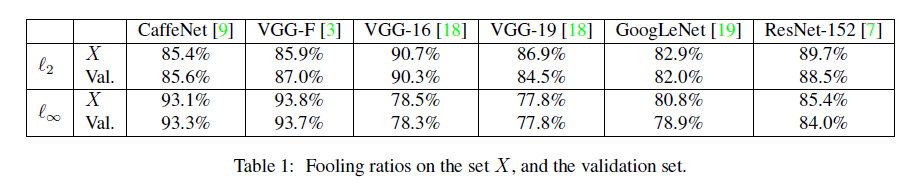 CaffeNet [9] VGG-F [3] VGG-16 [18] VGG-19 [18] GoogLeNet [19] ResNet-152 [7]
ℓ2 X 85.4% 85.9% 90.7% 86.9% 82.9% 89.7%
Val. 85.6% 87.0% 90.3% 84.5% 82.0% 88.5%
ℓ∞ X 93.1% 93.8% 78.5% 77.8% 80.8% 85.4%
Val. 93.3% 93.7% 78.3% 77.8% 78.9% 84.0%
Table 1: Fooling ratios on the set X, and the validation set.